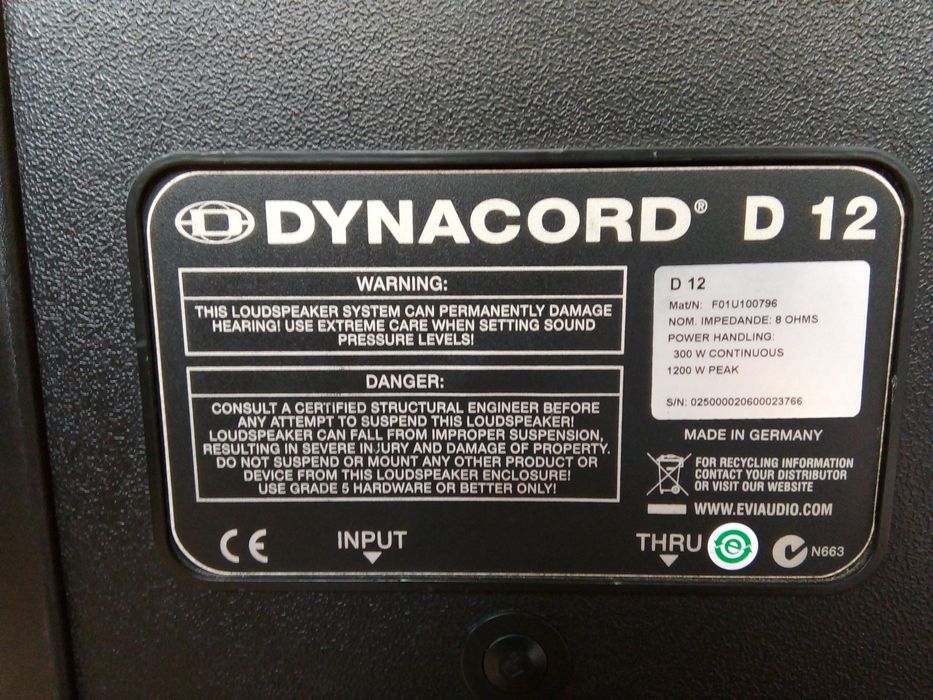 DYNACORD® D 12
WARNING:
THIS LOUDSPEAKER SYSTEM CAN PERMANENTLY DAMAGE
HEARING! USE EXTREME CARE WHEN SETTING SOUND
PRESSURE LEVELS!
DANGER:
CONSULT A CERTIFIED STRUCTURAL ENGINEER BEFORE
ANY ATTEMPT TO SUSPEND THIS LOUDSPEAKER!
LOUDSPEAKER CAN FALL FROM IMPROPER SUSPENSION,
RESULTING IN SEVERE INJURY AND DAMAGE OF PROPERTY.
DO NOT SUSPEND OR MOUNT ANY OTHER PRODUCT OR
DEVICE FROM THIS LOUDSPEAKER ENCLOSURE!
USE GRADE 5 HARDWARE OR BETTER ONLY!
D 12
Mat/N: F01U100796
NOM. IMPEDANDE: 8 OHMS
POWER HANDLING:
300 W CONTINUOUS
1200 W PEAK
S/N: 025000020600023766
MADE IN GERMANY
FOR RECYCLING INFORMATION
CONTACT YOUR DISTRIBUTOR
OR VISIT OUR WEBSITE
WWW.EVIAUDIO.COM
CE
INPUT
THRU
e
N663